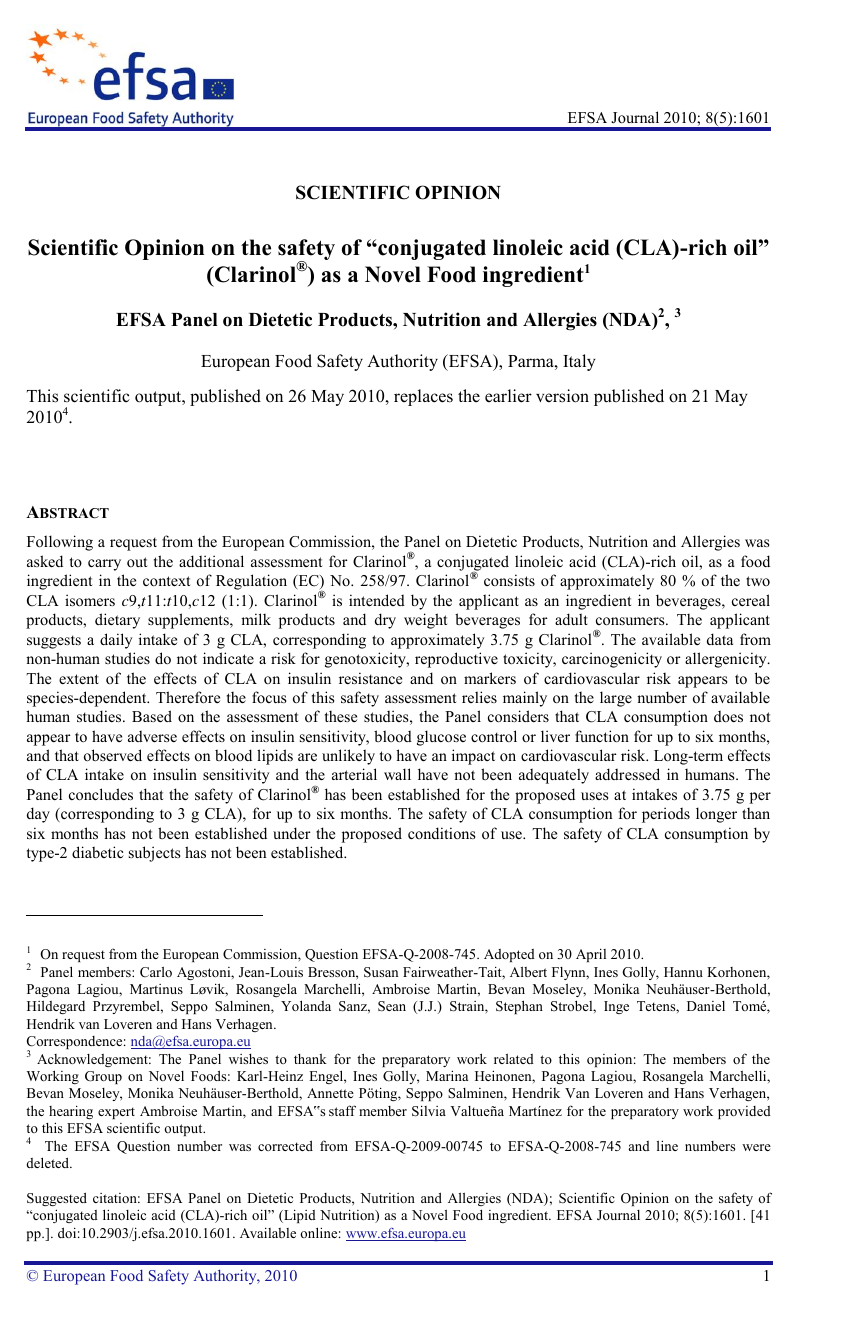 efsa
European Food Safety Authority
EFSA Journal 2010; 8(5):1601
SCIENTIFIC OPINION
Scientific Opinion on the safety of “conjugated linoleic acid (CLA)-rich oil”
(Clarinol®) as a Novel Food ingredient1
EFSA Panel on Dietetic Products, Nutrition and Allergies (NDA)2, 3
European Food Safety Authority (EFSA), Parma, Italy
This scientific output, published on 26 May 2010, replaces the earlier version published on 21 May
20104.
ABSTRACT
Following a request from the European Commission, the Panel on Dietetic Products, Nutrition and Allergies was
asked to carry out the additional assessment for Clarinol®, a conjugated linoleic acid (CLA)-rich oil, as a food
ingredient in the context of Regulation (EC) No. 258/97. Clarinol® consists of approximately 80 % of the two
CLA isomers c9,t11:t10,c12 (1:1). Clarinol® is intended by the applicant as an ingredient in beverages, cereal
products, dietary supplements, milk products and dry weight beverages for adult consumers. The applicant
suggests a daily intake of 3 g CLA, corresponding to approximately 3.75 g Clarinol®. The available data from
non-human studies do not indicate a risk for genotoxicity, reproductive toxicity, carcinogenicity or allergenicity.
The extent of the effects of CLA on insulin resistance and on markers of cardiovascular risk appears to be
species-dependent. Therefore the focus of this safety assessment relies mainly on the large number of available
human studies. Based on the assessment of these studies, the Panel considers that CLA consumption does not
appear to have adverse effects on insulin sensitivity, blood glucose control or liver function for up to six months,
and that observed effects on blood lipids are unlikely to have an impact on cardiovascular risk. Long-term effects
of CLA intake on insulin sensitivity and the arterial wall have not been adequately addressed in humans. The
Panel concludes that the safety of Clarinol® has been established for the proposed uses at intakes of 3.75 g per
day (corresponding to 3 g CLA), for up to six months. The safety of CLA consumption for periods longer than
six months has not been established under the proposed conditions of use. The safety of CLA consumption by
type-2 diabetic subjects has not been established.
1 On request from the European Commission, Question EFSA-Q-2008-745. Adopted on 30 April 2010.
2 Panel members: Carlo Agostoni, Jean-Louis Bresson, Susan Fairweather-Tait, Albert Flynn, Ines Golly, Hannu Korhonen,
Pagona Lagiou, Martinus Løvik, Rosangela Marchelli, Ambroise Martin, Bevan Moseley, Monika Neuhäuser-Berthold,
Hildegard Przyrembel, Seppo Salminen, Yolanda Sanz, Sean (J.J.) Strain, Stephan Strobel, Inge Tetens, Daniel Tomé,
Hendrik van Loveren and Hans Verhagen.
Correspondence: nda@efsa.europa.eu
3 Acknowledgement: The Panel wishes to thank for the preparatory work related to this opinion: The members of the
Working Group on Novel Foods: Karl-Heinz Engel, Ines Golly, Marina Heinonen, Pagona Lagiou, Rosangela Marchelli,
Bevan Moseley, Monika Neuhäuser-Berthold, Annette Pöting, Seppo Salminen, Hendrik Van Loveren and Hans Verhagen,
the hearing expert Ambroise Martin, and EFSA‟s staff member Silvia Valtueña Martínez for the preparatory work provided
to this EFSA scientific output.
4 The EFSA Question number was corrected from EFSA-Q-2009-00745 to EFSA-Q-2008-745 and line numbers were
deleted.
Suggested citation: EFSA Panel on Dietetic Products, Nutrition and Allergies (NDA); Scientific Opinion on the safety of
“conjugated linoleic acid (CLA)-rich oil” (Lipid Nutrition) as a Novel Food ingredient. EFSA Journal 2010; 8(5):1601. [41
pp.]. doi:10.2903/j.efsa.2010.1601. Available online: www.efsa.europa.eu
© European Food Safety Authority, 2010
1